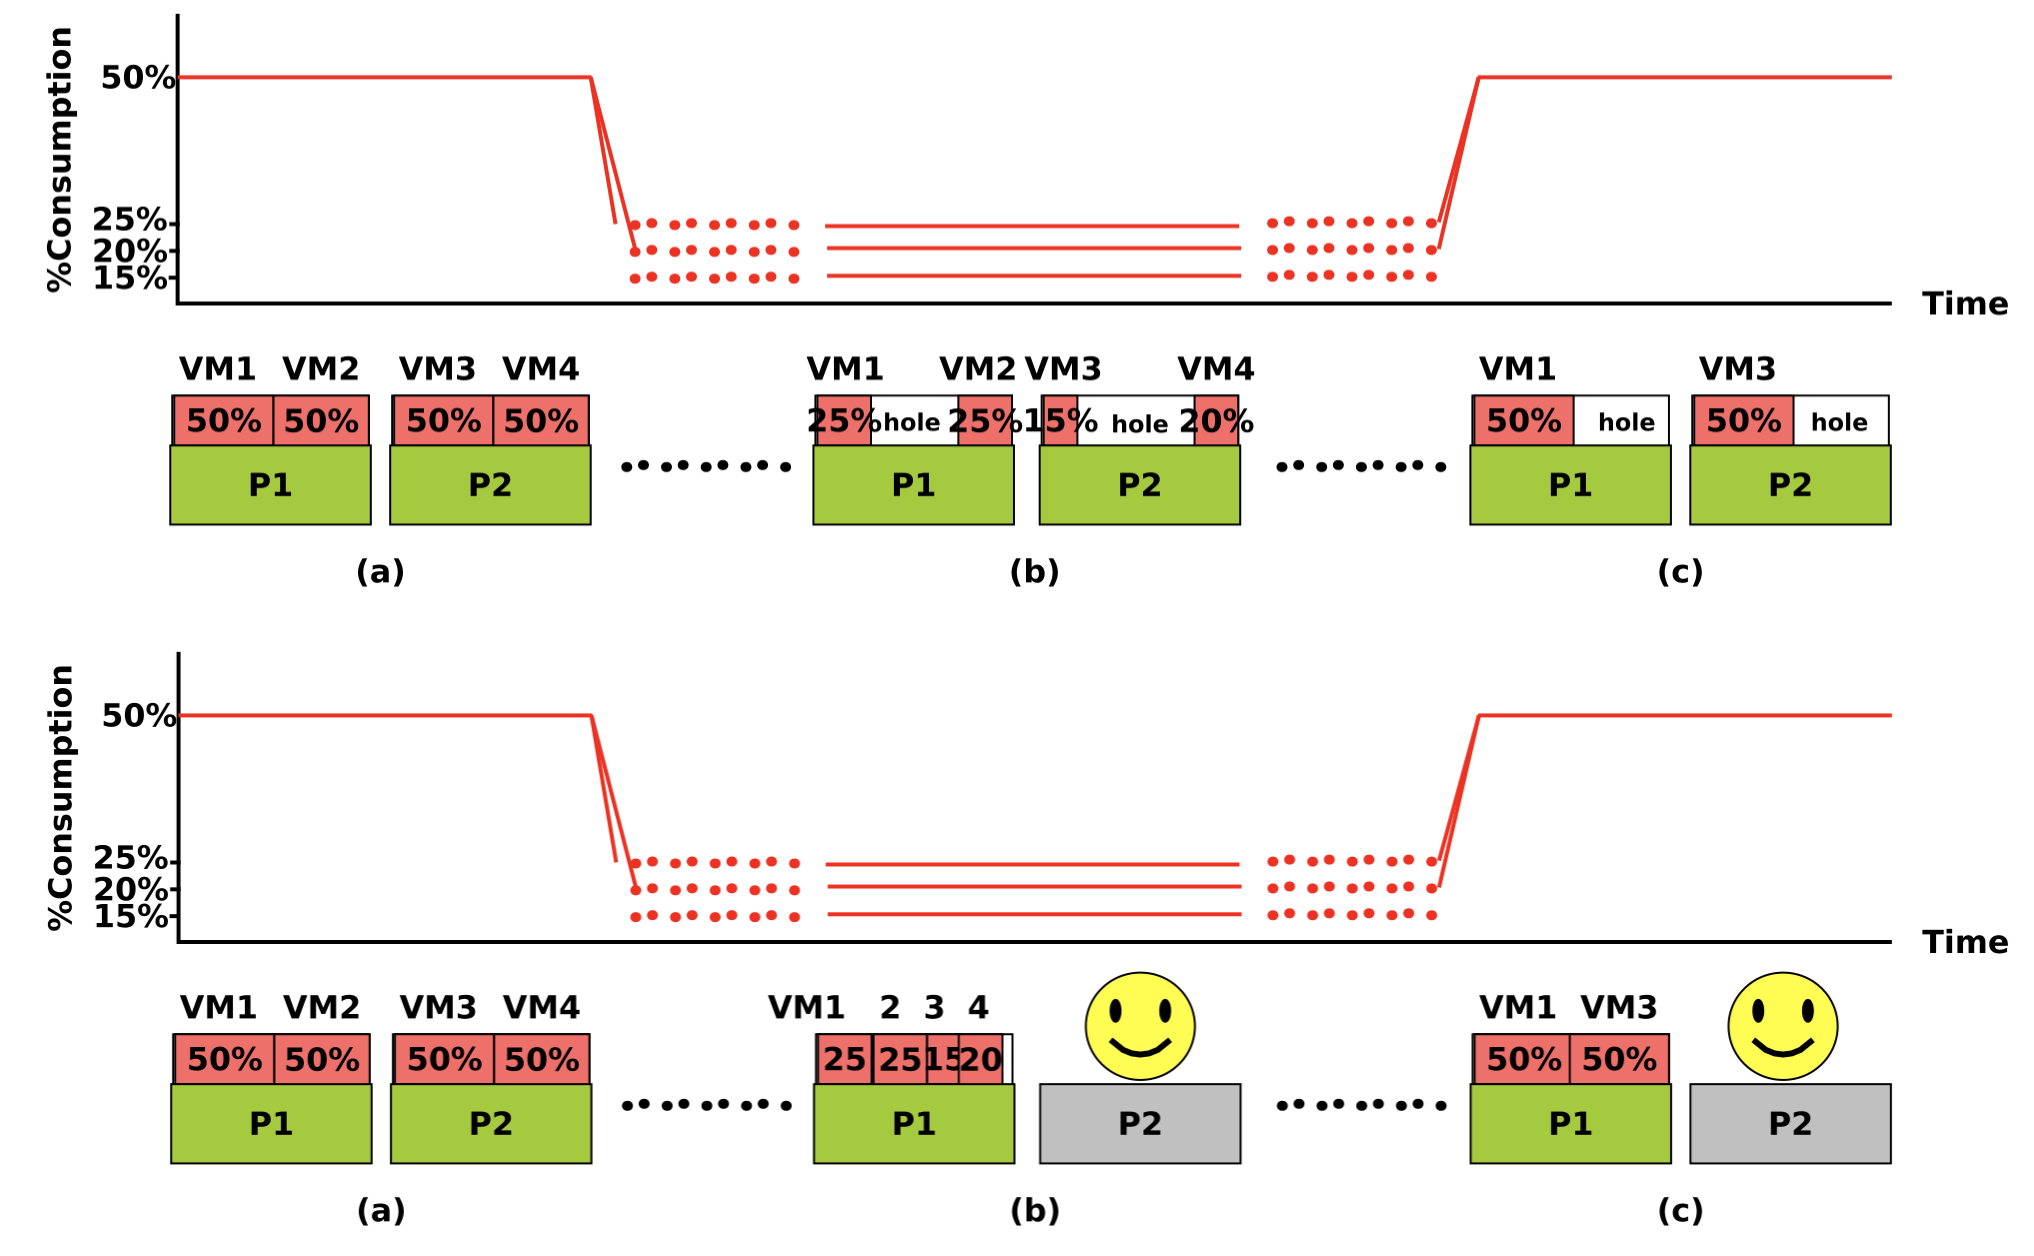 %Consumption
50%
25%
20%
15%
Time
VM1 VM2 VM3 VM4 VM1 VM2 VM3 VM4 VM1 VM3
50% 50% 50% 50% 25% hole 25% 15% hole 20% 50% hole 50% hole
P1 P2 P1 P2 P1 P2
(a) (b) (c)
%Consumption
50%
25%
20%
15%
Time
VM1 VM2 VM3 VM4 VM1 2 3 4 VM1 VM3
50% 50% 50% 50% 25 25 15 20 50% 50%
P1 P2 P1 P2 P1 P2
(a) (b) (c)